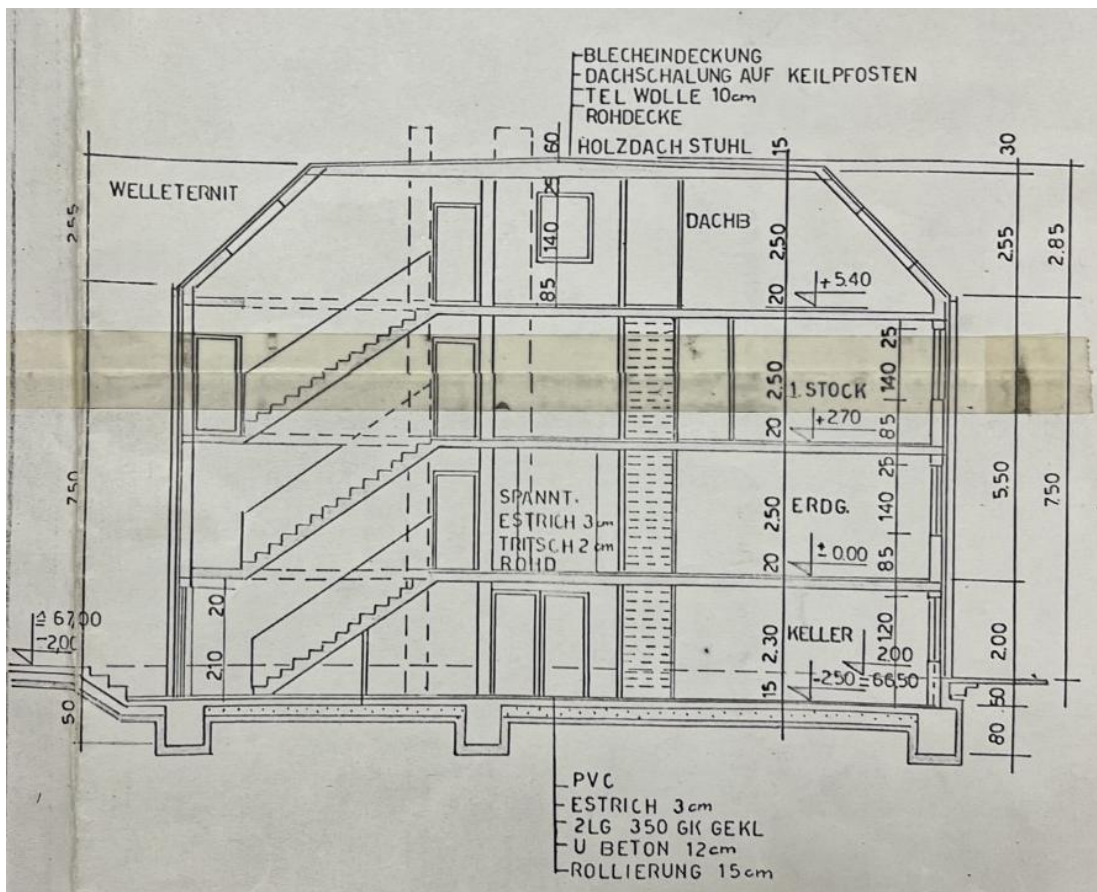 BLECHEINDECKUNG
DACHSCHALUNG AUF KEILPFOSTEN
TEL WOLLE 10cm
ROHDECKE
HOLZDACH STUHL
60
15
30
WELLETERNIT
2.55
25
140
85
DACHB
2,50
20
+5.40
2.55
2.85
25
140
85
2.50
20
1. STOCK
+2.70
5.50
7.50
7.50
SPANNT.
ESTRICH 3cm
TRITSCH 2cm
ROHD
2.50
20
ERDG.
± 0.00
25
140
85
67,00
-2,00
20
210
KELLER
2.30
15
120
2.00
-2.50 = 66,50
2.00
50
80
50
PVC
ESTRICH 3cm
2LG 350 GK GEKL
U BETON 12cm
ROLLIERUNG 15cm